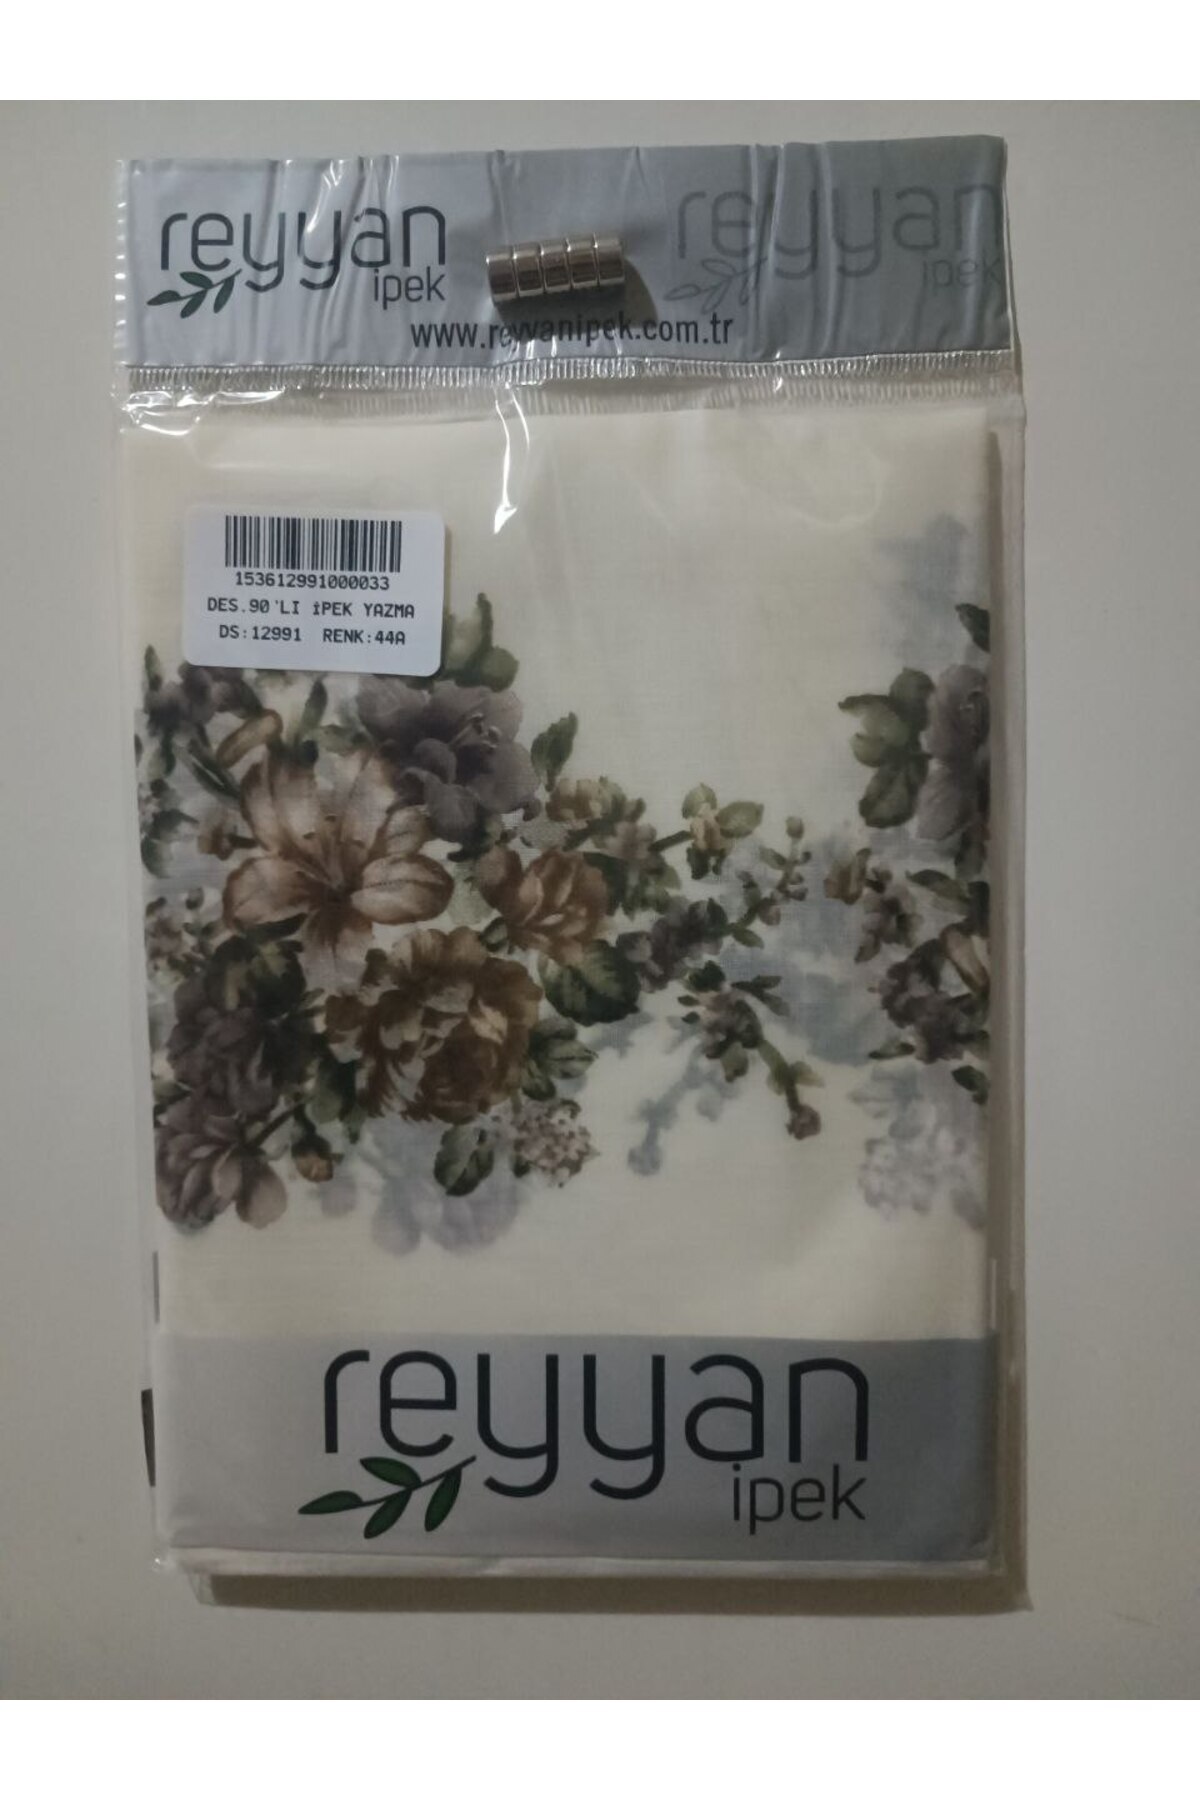 reyyan
ipek
reyyan
ipek
www.reyyanipek.com.tr
153612991000033
DES.90'LI İPEK YAZMA
DS:12991 RENK:44A
reyyan
ipek